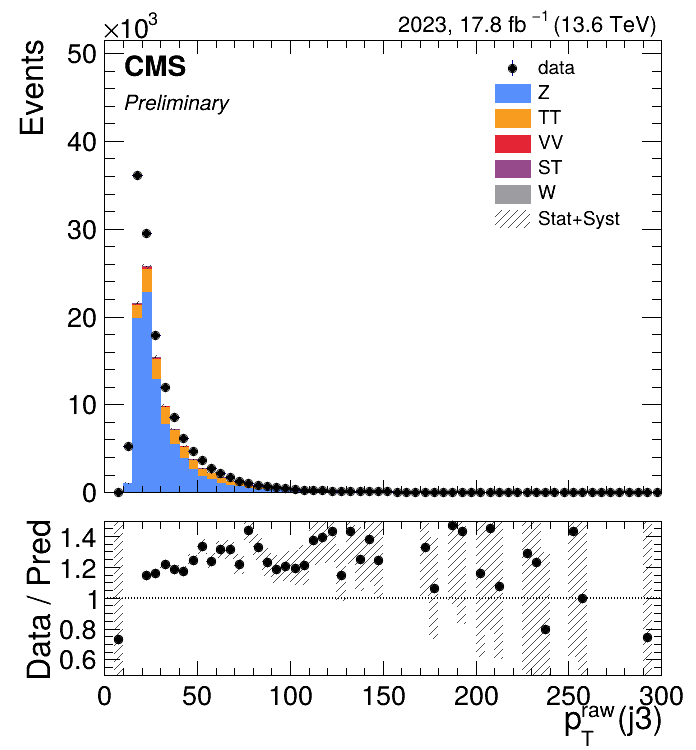 ×10³
2023, 17.8 fb⁻¹ (13.6 TeV)
Events
50
40
30
20
10
0
CMS
Preliminary
data
Z
TT
VV
ST
W
Stat+Syst
Data / Pred
1.4
1.2
1
0.8
0.6
0 50 100 150 200 250 300
p_T^raw(j3)